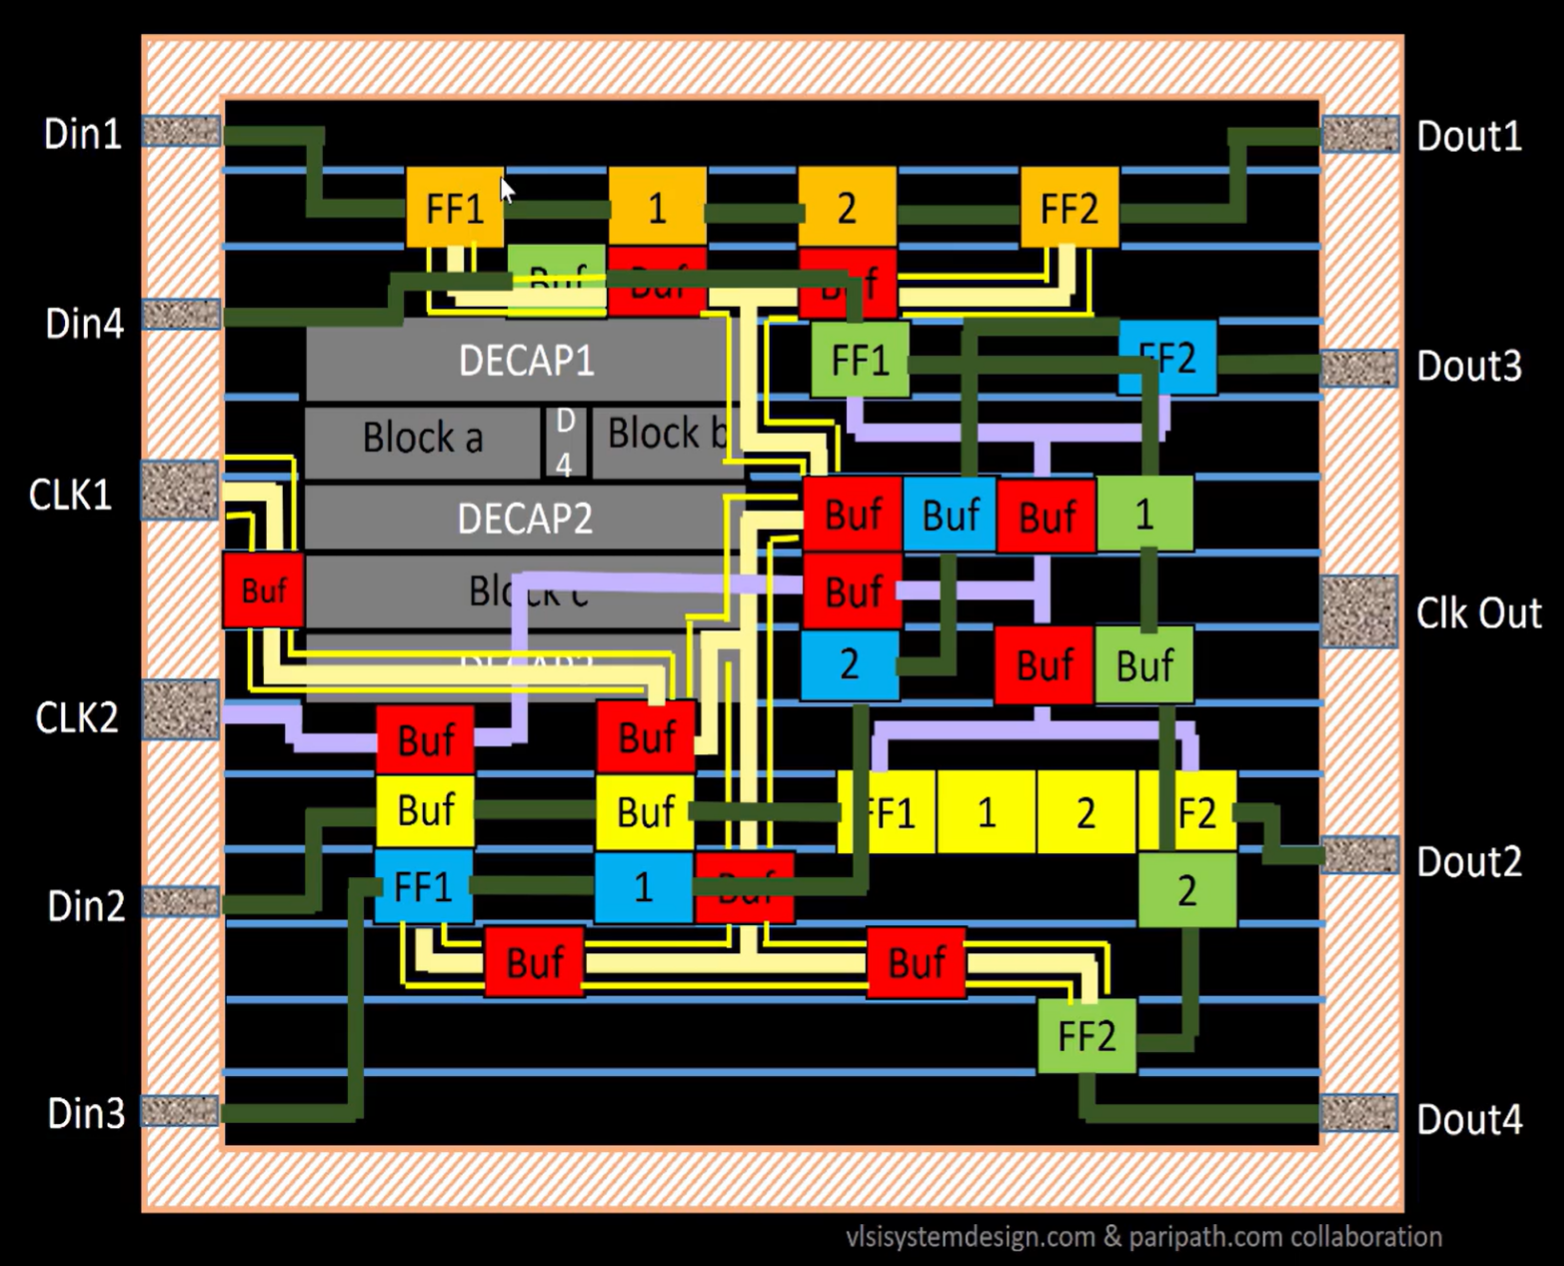 Din1
Dout1
FF1
1
2
FF2
Buf
Buf
Buf
Din4
DECAP1
FF1
FF2
Dout3
Block a
D
4
Block b
CLK1
DECAP2
Buf
Buf
Buf
1
Buf
Block c
Buf
Clk Out
2
Buf
Buf
CLK2
Buf
Buf
Buf
Buf
FF1
1
2
F2
Dout2
Din2
FF1
1
Buf
2
Buf
Buf
FF2
Din3
Dout4
vlsisystemdesign.com & paripath.com collaboration